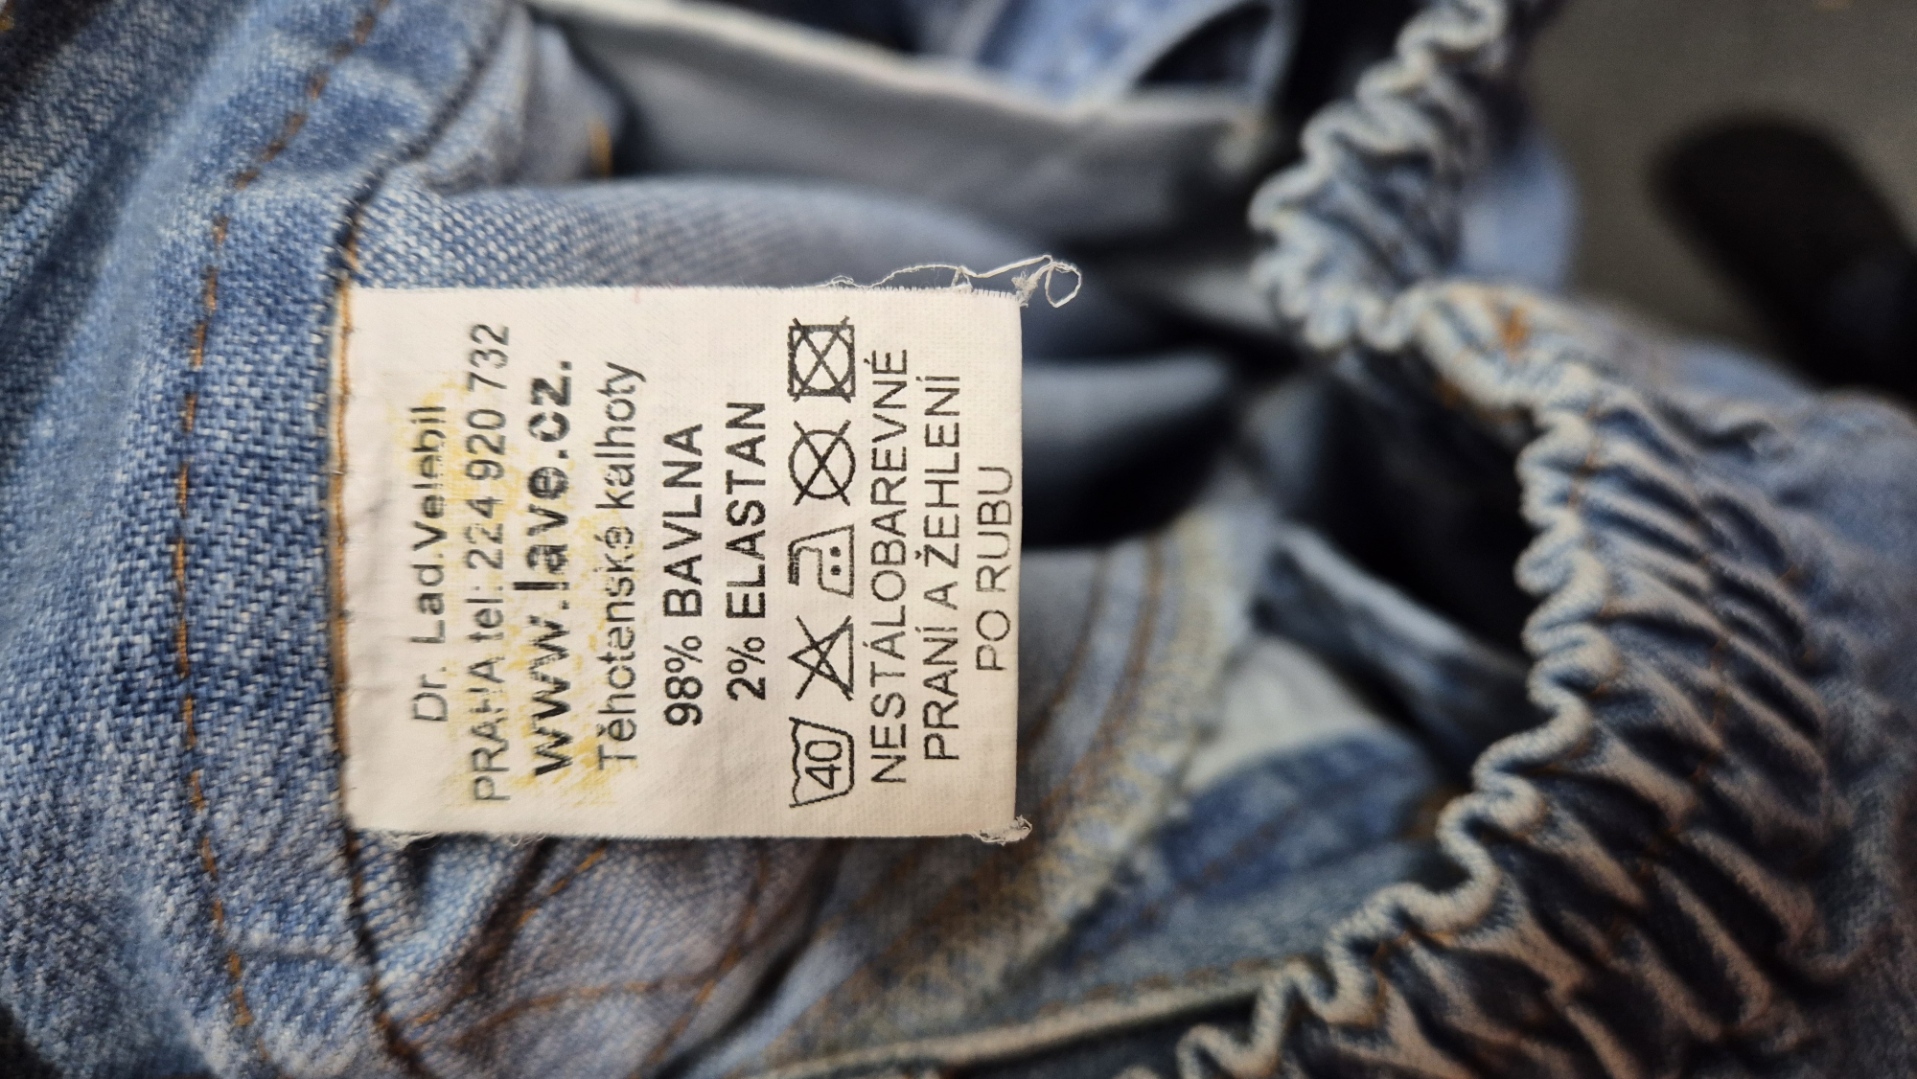 Dr. Lad.Velebil
PRAHA tel: 224 920 732
www.lave.cz.
Těhotenské kalhoty
98% BAVLNA
2% ELASTAN
40
NESTÁLOBAREVNÉ
PRANÍ A ŽEHLENÍ
PO RUBU